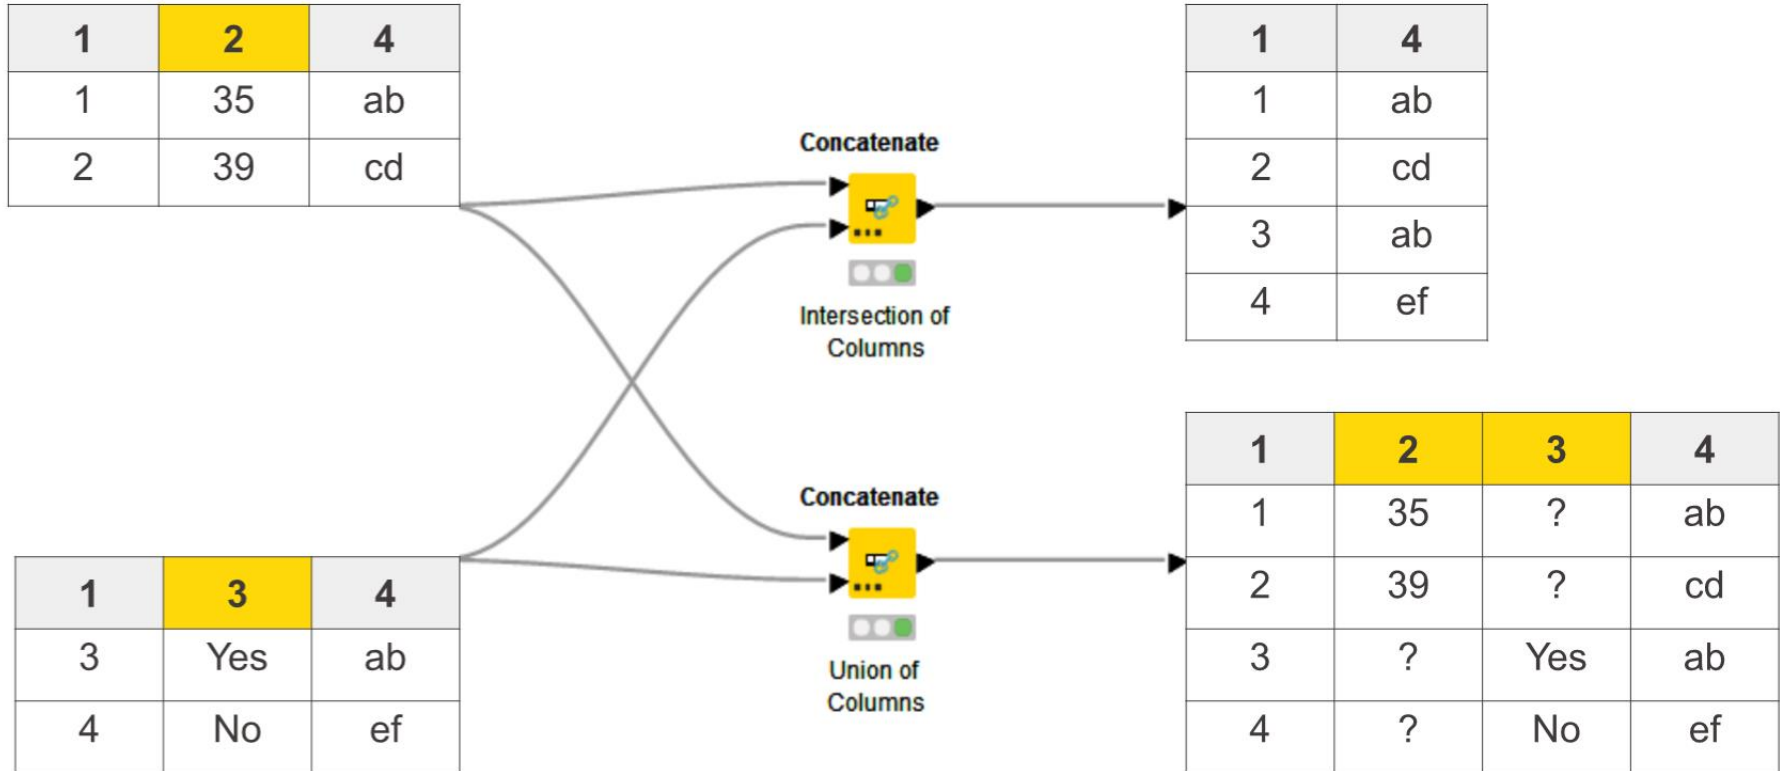 1 2 4
1 35 ab
2 39 cd
Concatenate
Intersection of
Columns
1 4
1 ab
2 cd
3 ab
4 ef
1 3 4
3 Yes ab
4 No ef
Concatenate
Union of
Columns
1 2 3 4
1 35 ? ab
2 39 ? cd
3 ? Yes ab
4 ? No ef